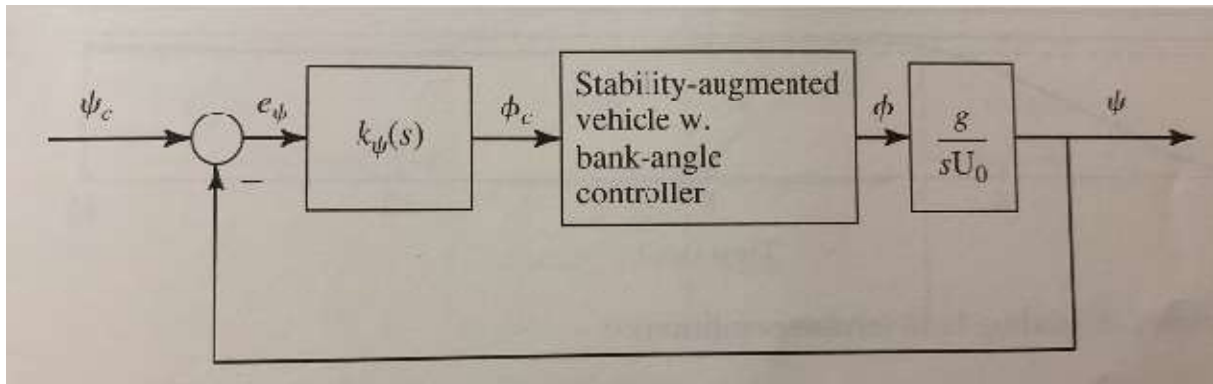 ψc
eψ
kψ(s)
ϕc
Stability-augmented
vehicle w.
bank-angle
controller
ϕ
g
sU0
ψ
−